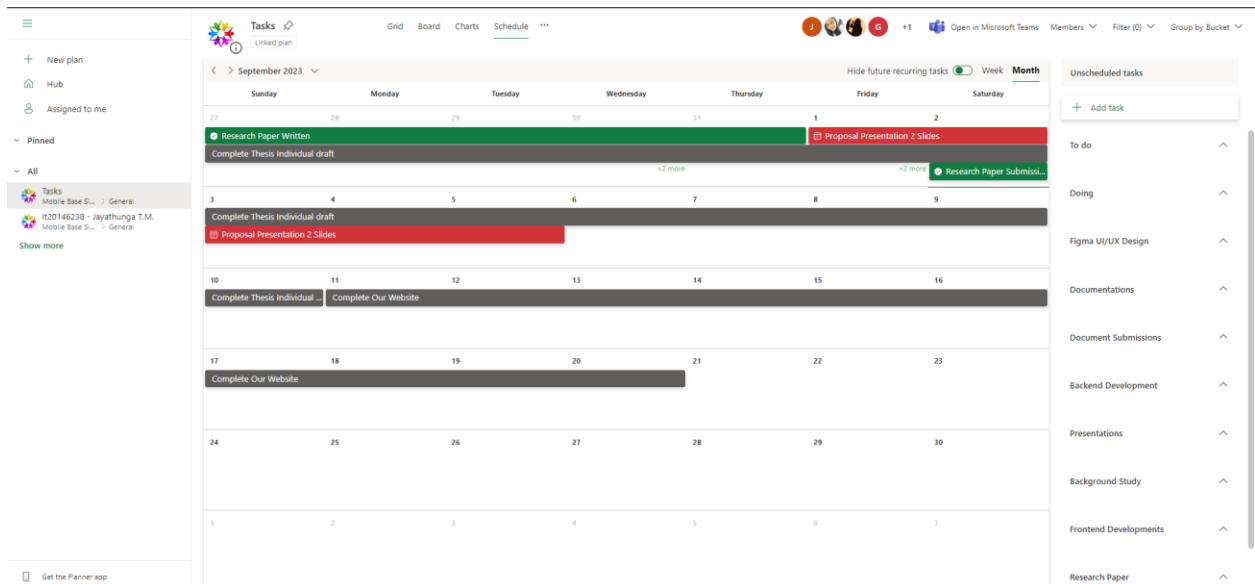 Tasks
Linked plan
Grid Board Charts Schedule ...
J G +1 Open in Microsoft Teams Members Filter (0) Group by Bucket
New plan
Hub
Assigned to me
Pinned
All
Tasks
Mobile Base Si... > General
It20146238 - Jayathunga T.M.
Mobile Base Si... > General
Show more
Get the Planner app
< > September 2023
Hide future recurring tasks Week Month
Sunday Monday Tuesday Wednesday Thursday Friday Saturday
27 28 29 30 31 1 2
Research Paper Written Proposal Presentation 2 Slides
Complete Thesis Individual draft
+2 more +2 more Research Paper Submissi...
3 4 5 6 7 8 9
Complete Thesis Individual draft
Proposal Presentation 2 Slides
10 11 12 13 14 15 16
Complete Thesis Individual ... Complete Our Website
17 18 19 20 21 22 23
Complete Our Website
24 25 26 27 28 29 30
1 2 3 4 5 6 7
Unscheduled tasks
+ Add task
To do
Doing
Figma UI/UX Design
Documentations
Document Submissions
Backend Development
Presentations
Background Study
Frontend Developments
Research Paper